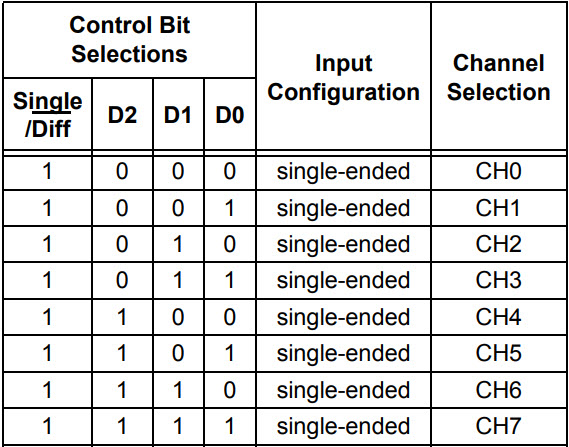 Control Bit
Selections
Input
Configuration
Channel
Selection
Single
/Diff
D2
D1
D0
1 0 0 0 single-ended CH0
1 0 0 1 single-ended CH1
1 0 1 0 single-ended CH2
1 0 1 1 single-ended CH3
1 1 0 0 single-ended CH4
1 1 0 1 single-ended CH5
1 1 1 0 single-ended CH6
1 1 1 1 single-ended CH7